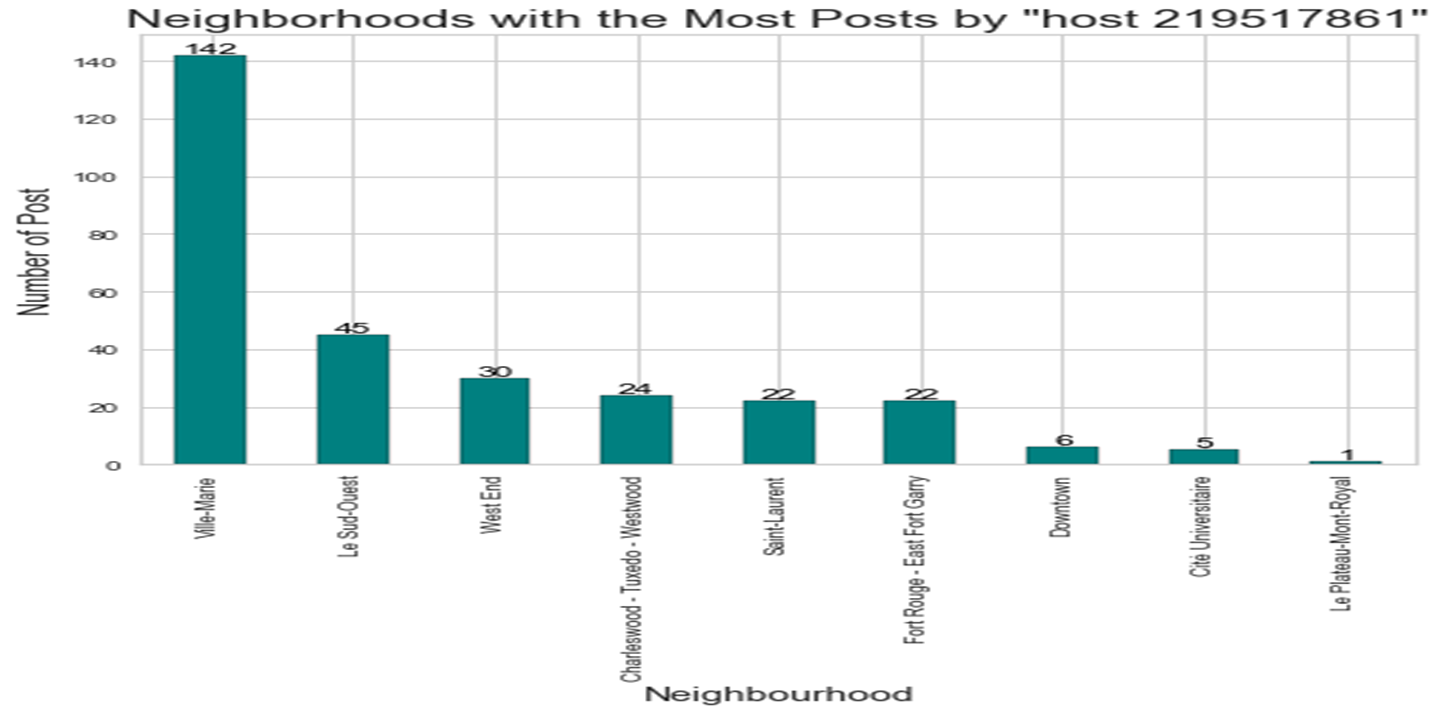 Neighborhoods with the Most Posts by "host 219517861"
Number of Post
140
120
100
80
60
40
20
0
142
45
30
24
22
22
6
5
1
Ville-Marie
Le Sud-Ouest
West End
Charleswood - Tuxedo - Westwood
Saint-Laurent
Fort Rouge - East Fort Garry
Downtown
Cité Universitaire
Le Plateau-Mont-Royal
Neighbourhood